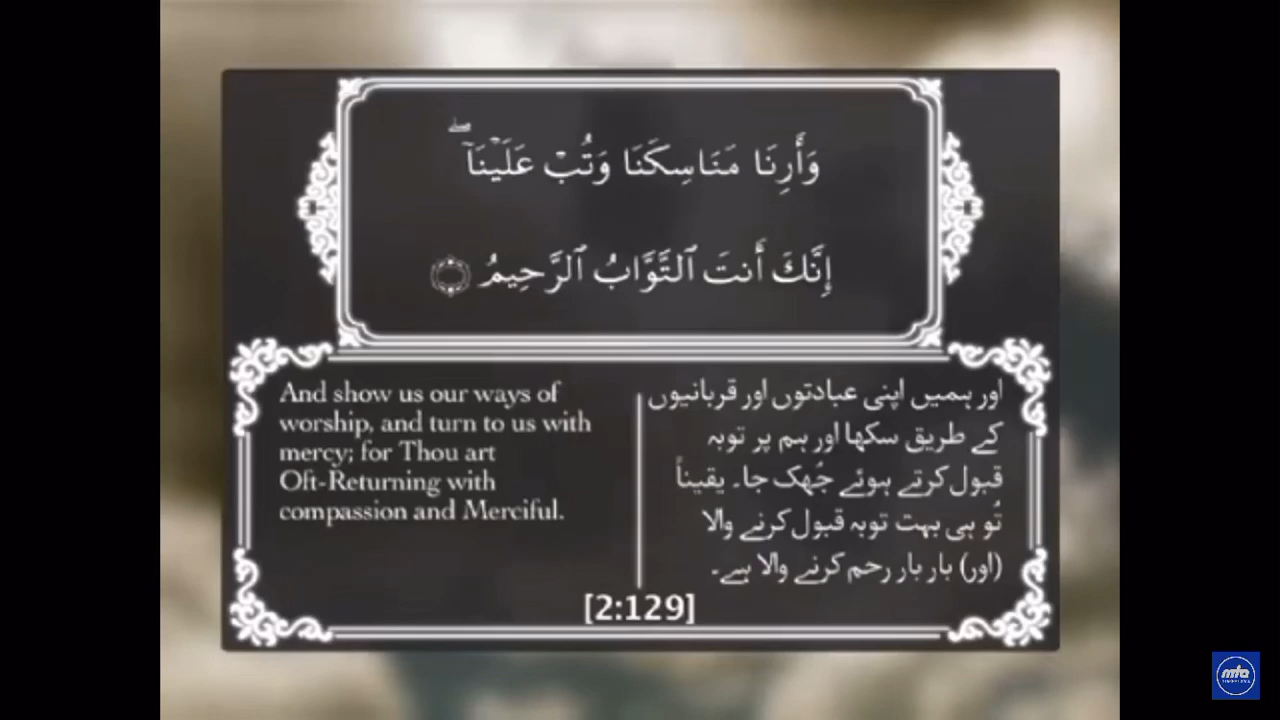 وَأَرِنَا مَنَاسِكَنَا وَتُبْ عَلَيْنَآ ۖ
إِنَّكَ أَنتَ ٱلتَّوَّابُ ٱلرَّحِيمُ
And show us our ways of
worship, and turn to us with
mercy; for Thou art
Oft-Returning with
compassion and Merciful.
اور ہمیں اپنی عبادتوں اور قربانیوں
کے طریق سکھا اور ہم پر توبہ
قبول کرتے ہوئے جُھک جا۔ یقیناً
تُو ہی بہت توبہ قبول کرنے والا
(اور) بار بار رحم کرنے والا ہے۔
[2:129]
mta